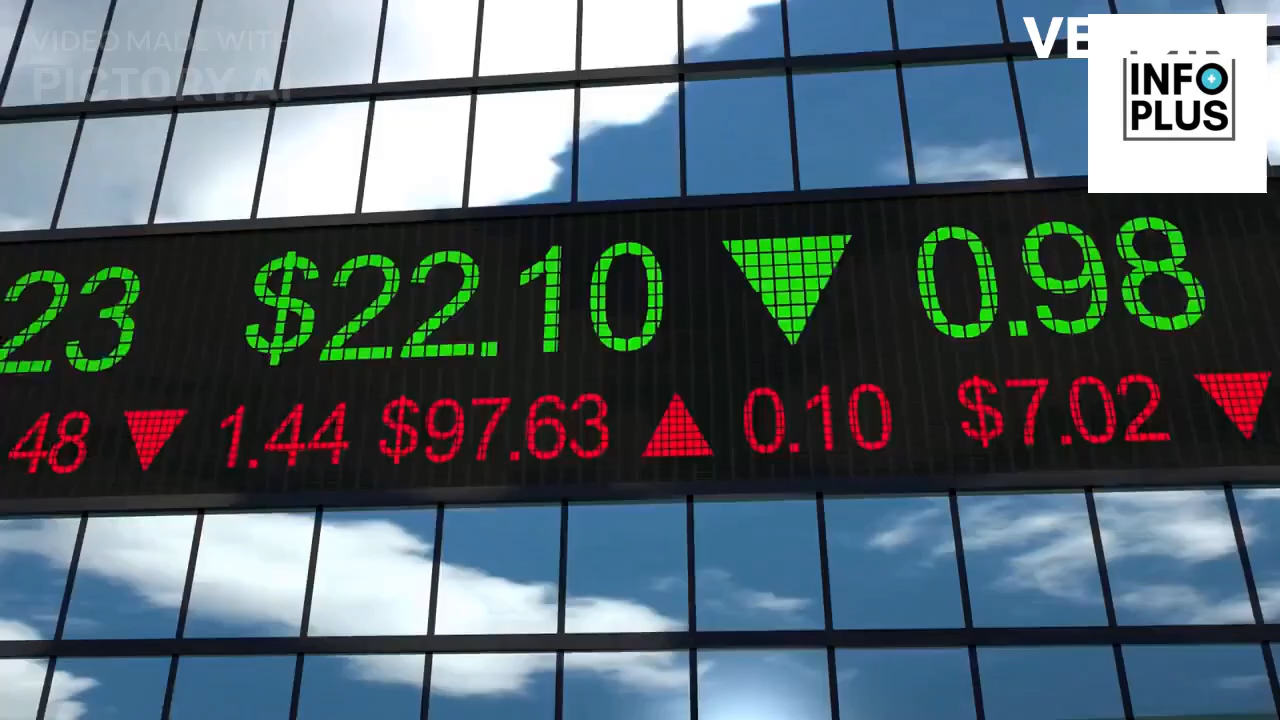 VIDEO MADE WITH
PICTORY.AI
VE
INFO
PLUS
23 $22.10 ▼ 0.98
48 ▼ 1.44 $97.63 ▲ 0.10 $7.02 ▼